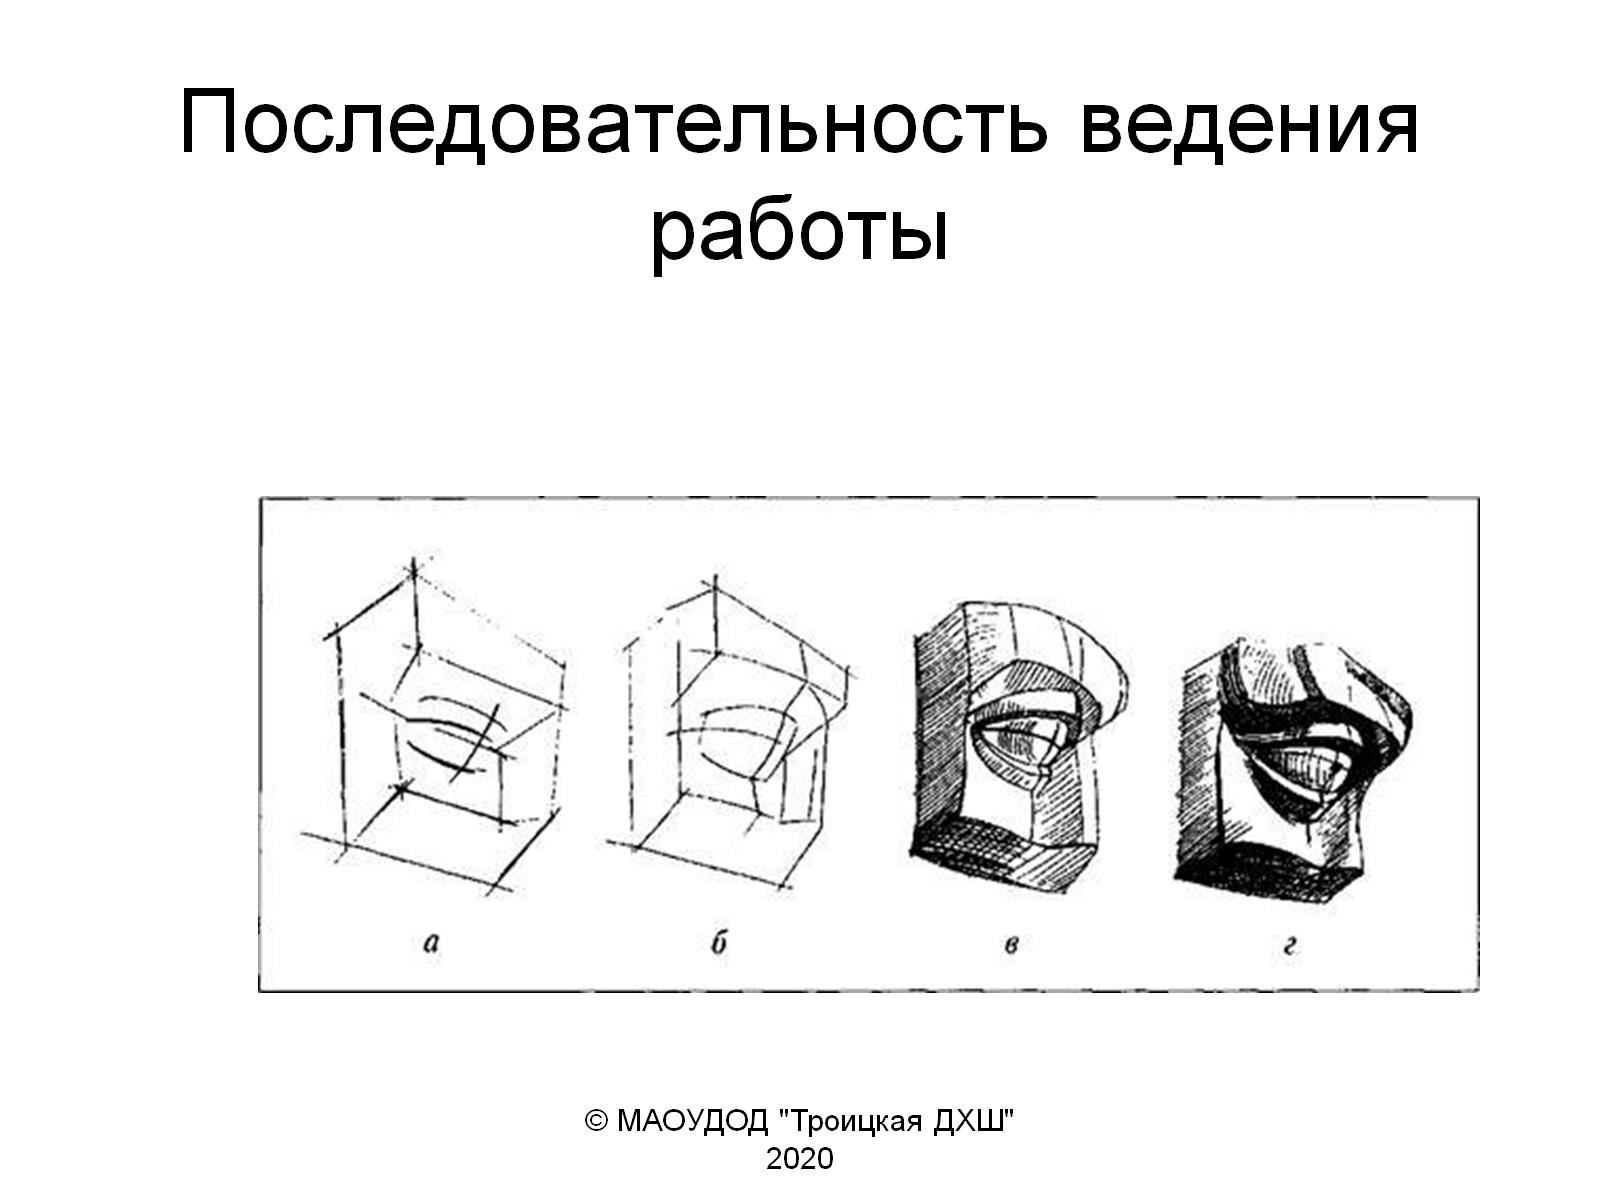 Последовательность ведения
работы
а б в г
© МАОУДОД "Троицкая ДХШ"
2020